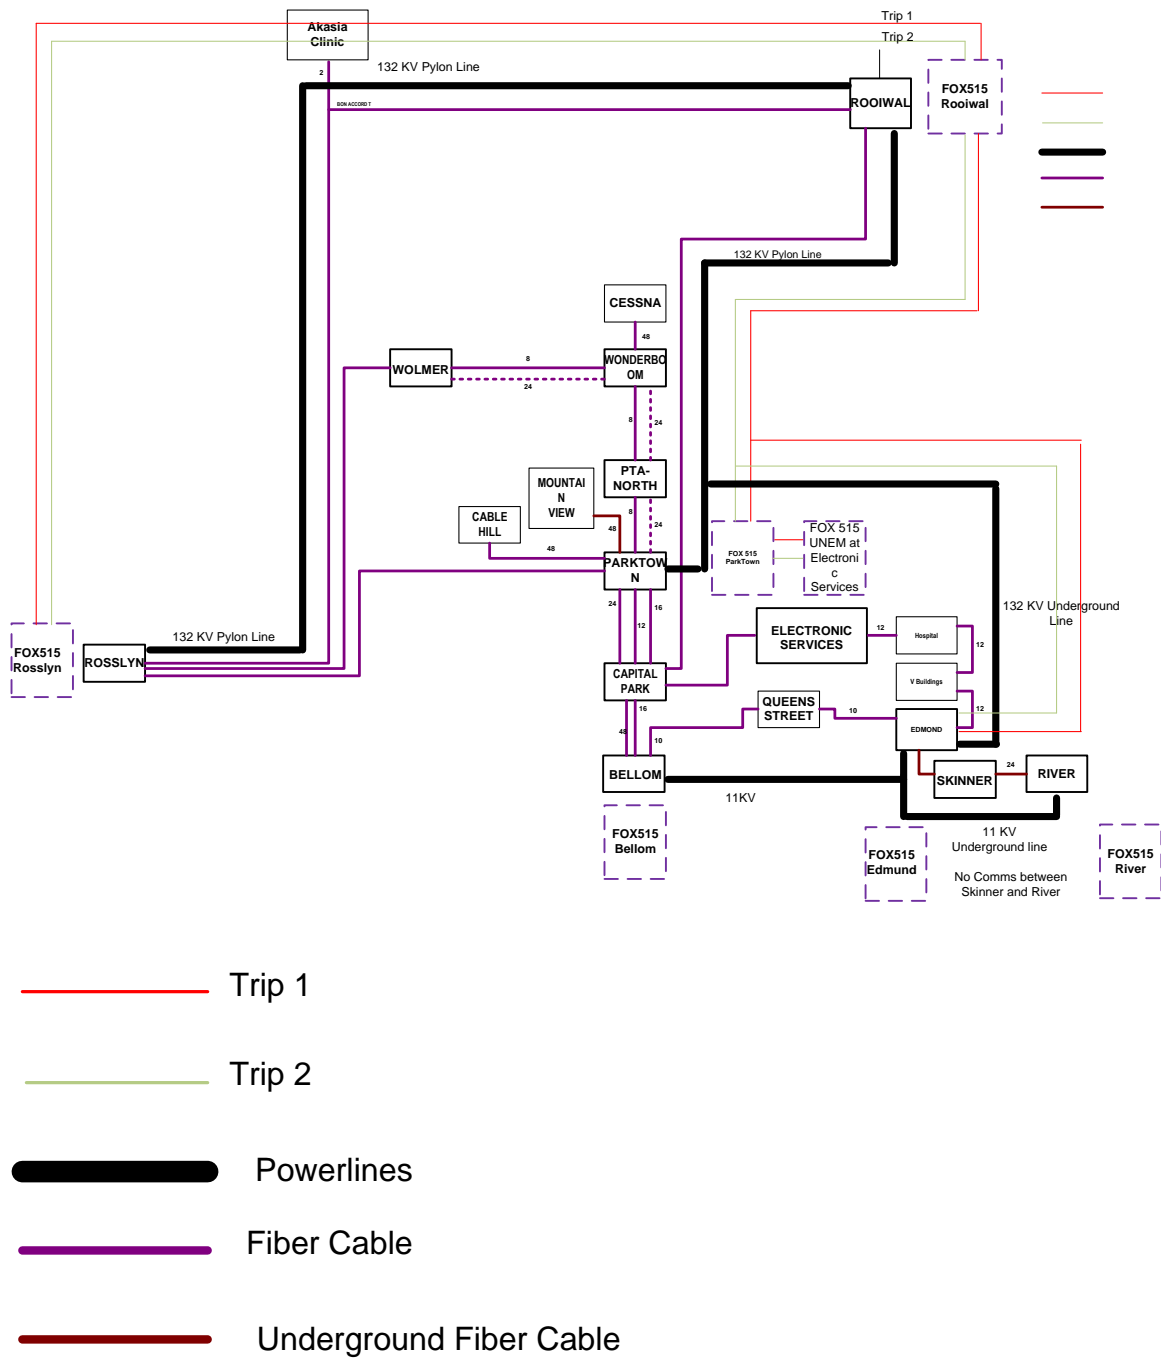 Trip 1
Akasia
Clinic
Trip 2
132 KV Pylon Line
2
FOX515
Rooiwal
ROOIWAL
BON ACCORD T
132 KV Pylon Line
CESSNA
48
WONDERBO
OM
WOLMER
8
24
8
24
PTA-
NORTH
MOUNTAI
N
VIEW
8
24
CABLE
HILL
48
48
PARKTOW
N
FOX 515
ParkTown
FOX 515
UNEM at
Electroni
c
Services
24
12
16
132 KV Underground
Line
ELECTRONIC
SERVICES
12
Hospital
12
132 KV Pylon Line
FOX515
Rosslyn
ROSSLYN
CAPITAL
PARK
V Buildings
12
QUEENS
STREET
10
16
48
10
EDMOND
BELLOM
11KV
SKINNER
24
RIVER
FOX515
Bellom
11 KV
Underground line
FOX515
Edmund
FOX515
River
No Comms between
Skinner and River
Trip 1
Trip 2
Powerlines
Fiber Cable
Underground Fiber Cable